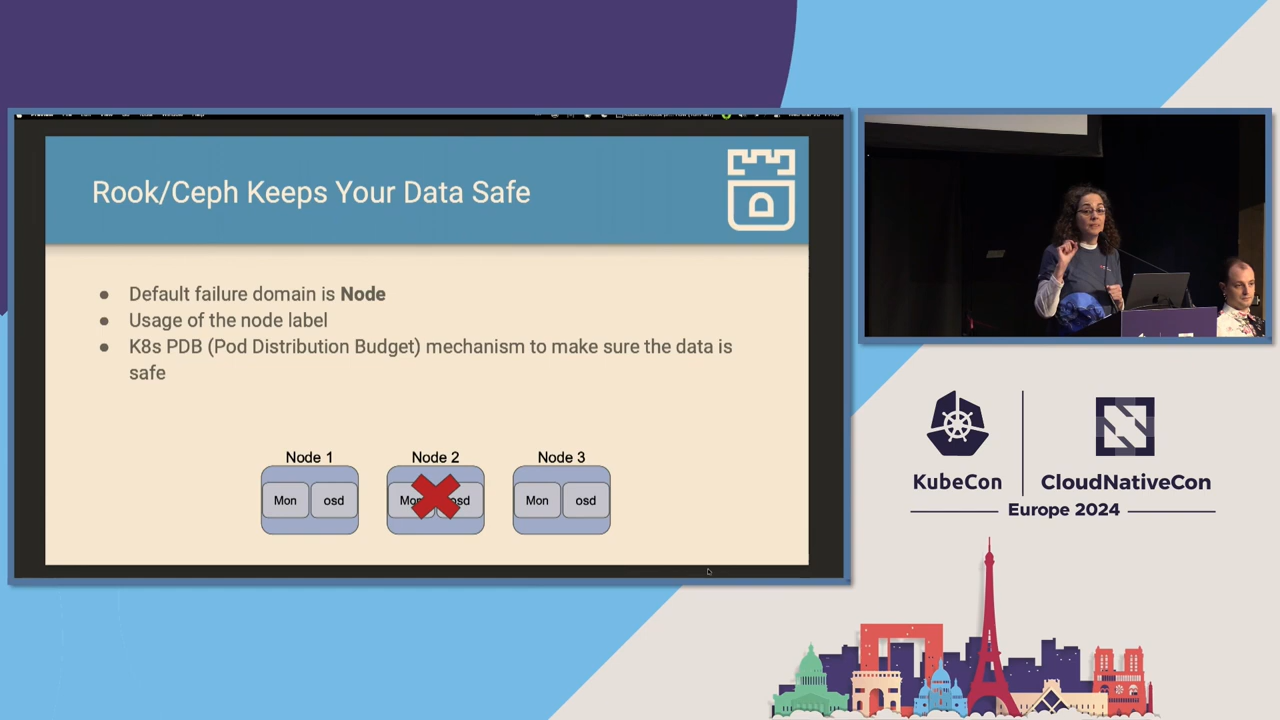 Rook/Ceph Keeps Your Data Safe
● Default failure domain is Node
● Usage of the node label
● K8s PDB (Pod Distribution Budget) mechanism to make sure the data is
safe
Node 1
Node 2
Node 3
Mon
osd
Mon
osd
Mon
osd
KubeCon
CloudNativeCon
Europe 2024